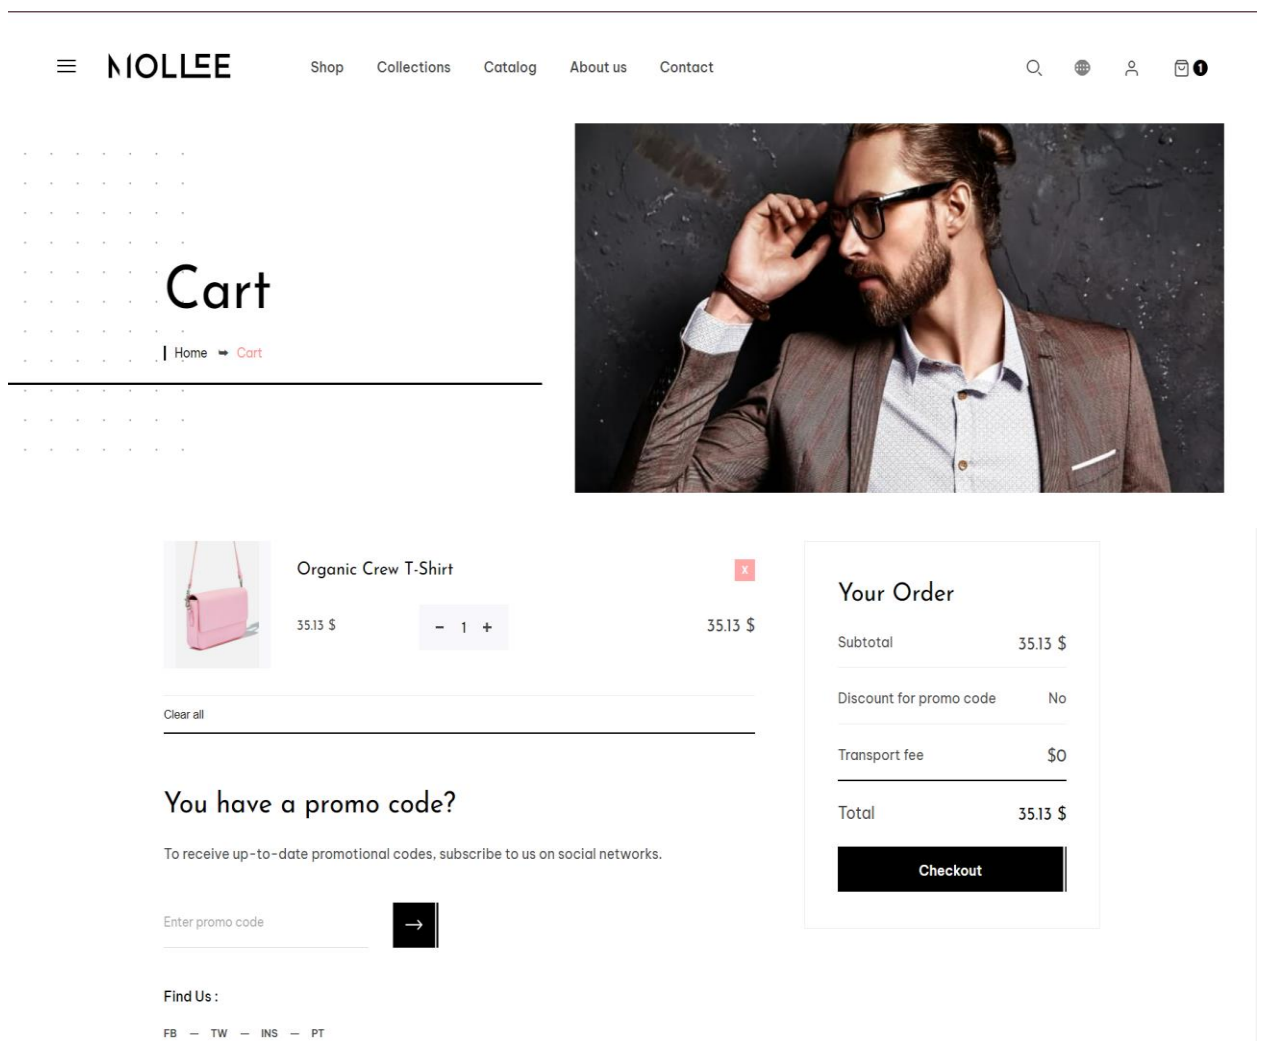 MOLLEE Shop Collections Catalog About us Contact 1
Cart
Home ➡ Cart
Organic Crew T-Shirt x
35.13 $ - 1 + 35.13 $
Clear all
You have a promo code?
To receive up-to-date promotional codes, subscribe to us on social networks.
Enter promo code →
Find Us :
FB — TW — INS — PT
Your Order
Subtotal 35.13 $
Discount for promo code No
Transport fee $0
Total 35.13 $
Checkout